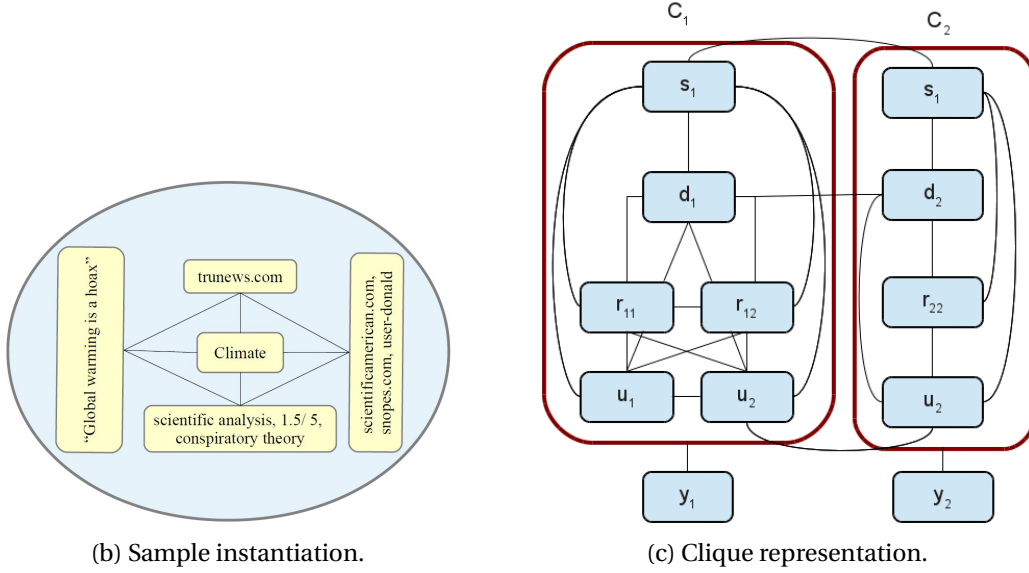 “Global warming is a hoax”
trunews.com
Climate
scientific analysis, 1.5/ 5,
conspiratory theory
scientificamerican.com,
snopes.com, user-donald
(b) Sample instantiation.
C1
s1
d1
r11
r12
u1
u2
y1
C2
s1
d2
r22
u2
y2
(c) Clique representation.